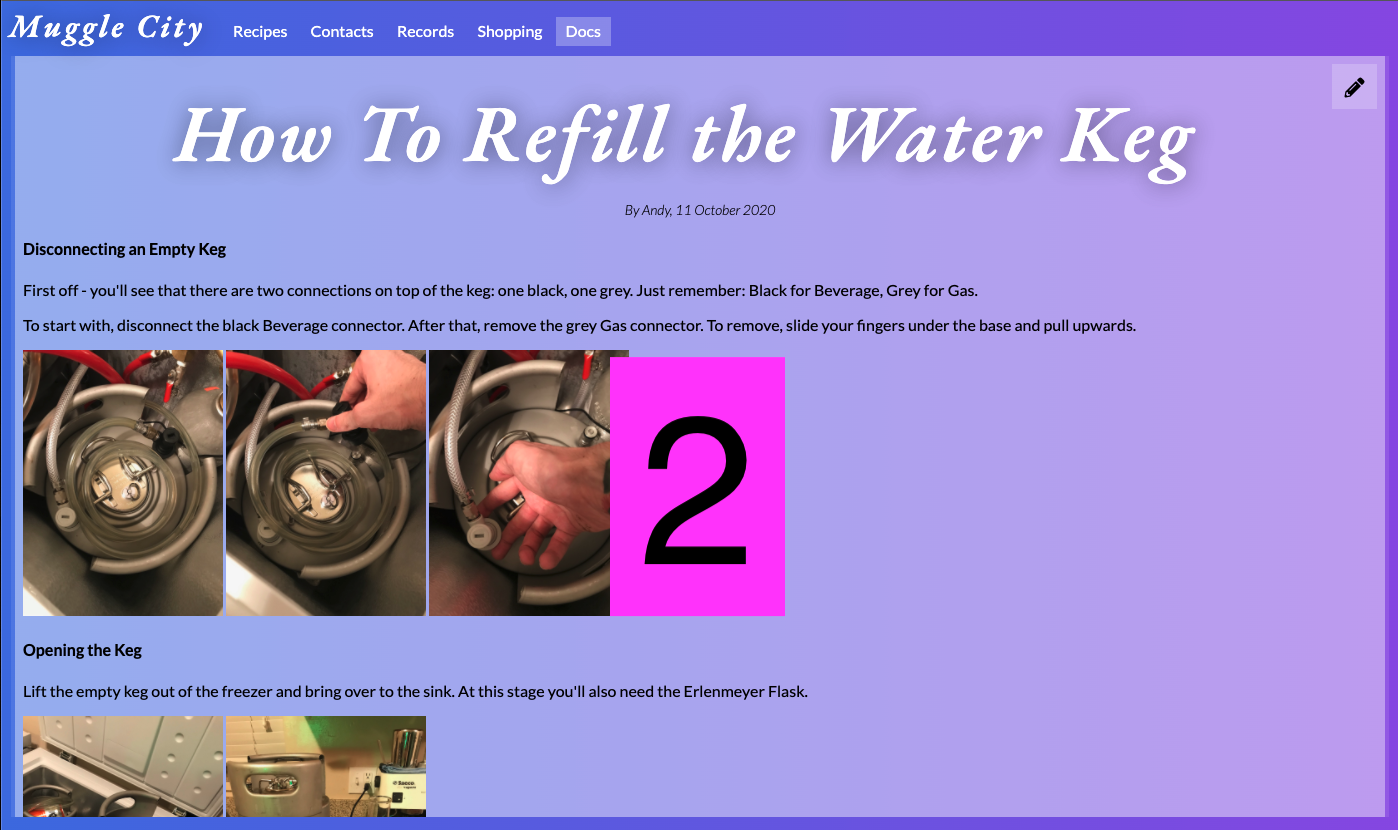 Muggle City
Recipes Contacts Records Shopping Docs
How To Refill the Water Keg
By Andy, 11 October 2020
Disconnecting an Empty Keg
First off - you'll see that there are two connections on top of the keg: one black, one grey. Just remember: Black for Beverage, Grey for Gas.
To start with, disconnect the black Beverage connector. After that, remove the grey Gas connector. To remove, slide your fingers under the base and pull upwards.
2
Opening the Keg
Lift the empty keg out of the freezer and bring over to the sink. At this stage you'll also need the Erlenmeyer Flask.
Saeco